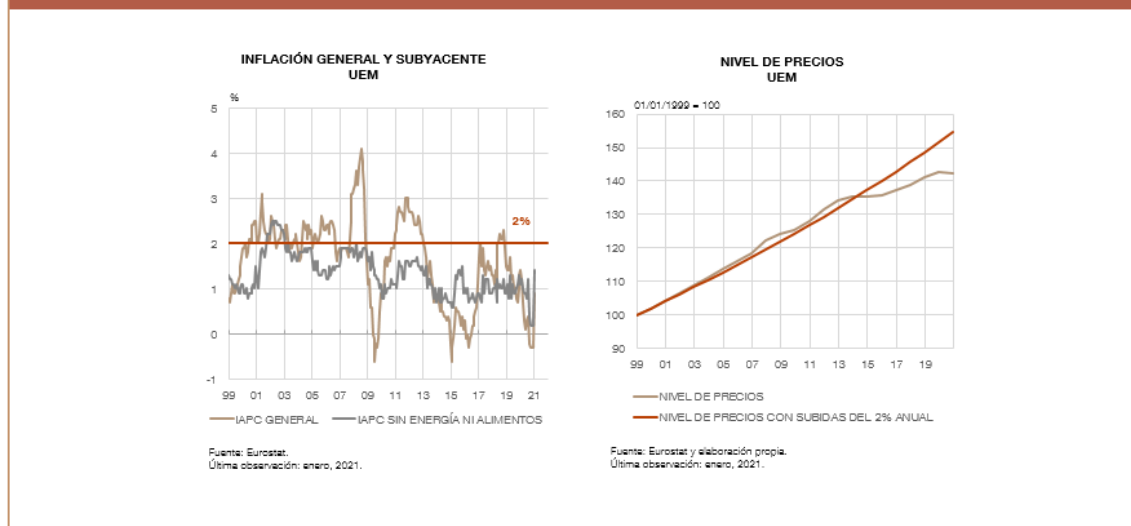 INFLACIÓN GENERAL Y SUBYACENTE
UEM
%
5
4
3
2
1
0
-1
2%
99 01 03 05 07 09 11 13 15 17 19 21
IAPC GENERAL IAPC SIN ENERGÍA NI ALIMENTOS
Fuente: Eurostat.
Última observación: enero, 2021.
NIVEL DE PRECIOS
UEM
01/01/1999 = 100
160
150
140
130
120
110
100
90
99 01 03 05 07 09 11 13 15 17 19
NIVEL DE PRECIOS
NIVEL DE PRECIOS CON SUBIDAS DEL 2% ANUAL
Fuente: Eurostat y elaboración propia.
Última observación: enero, 2021.